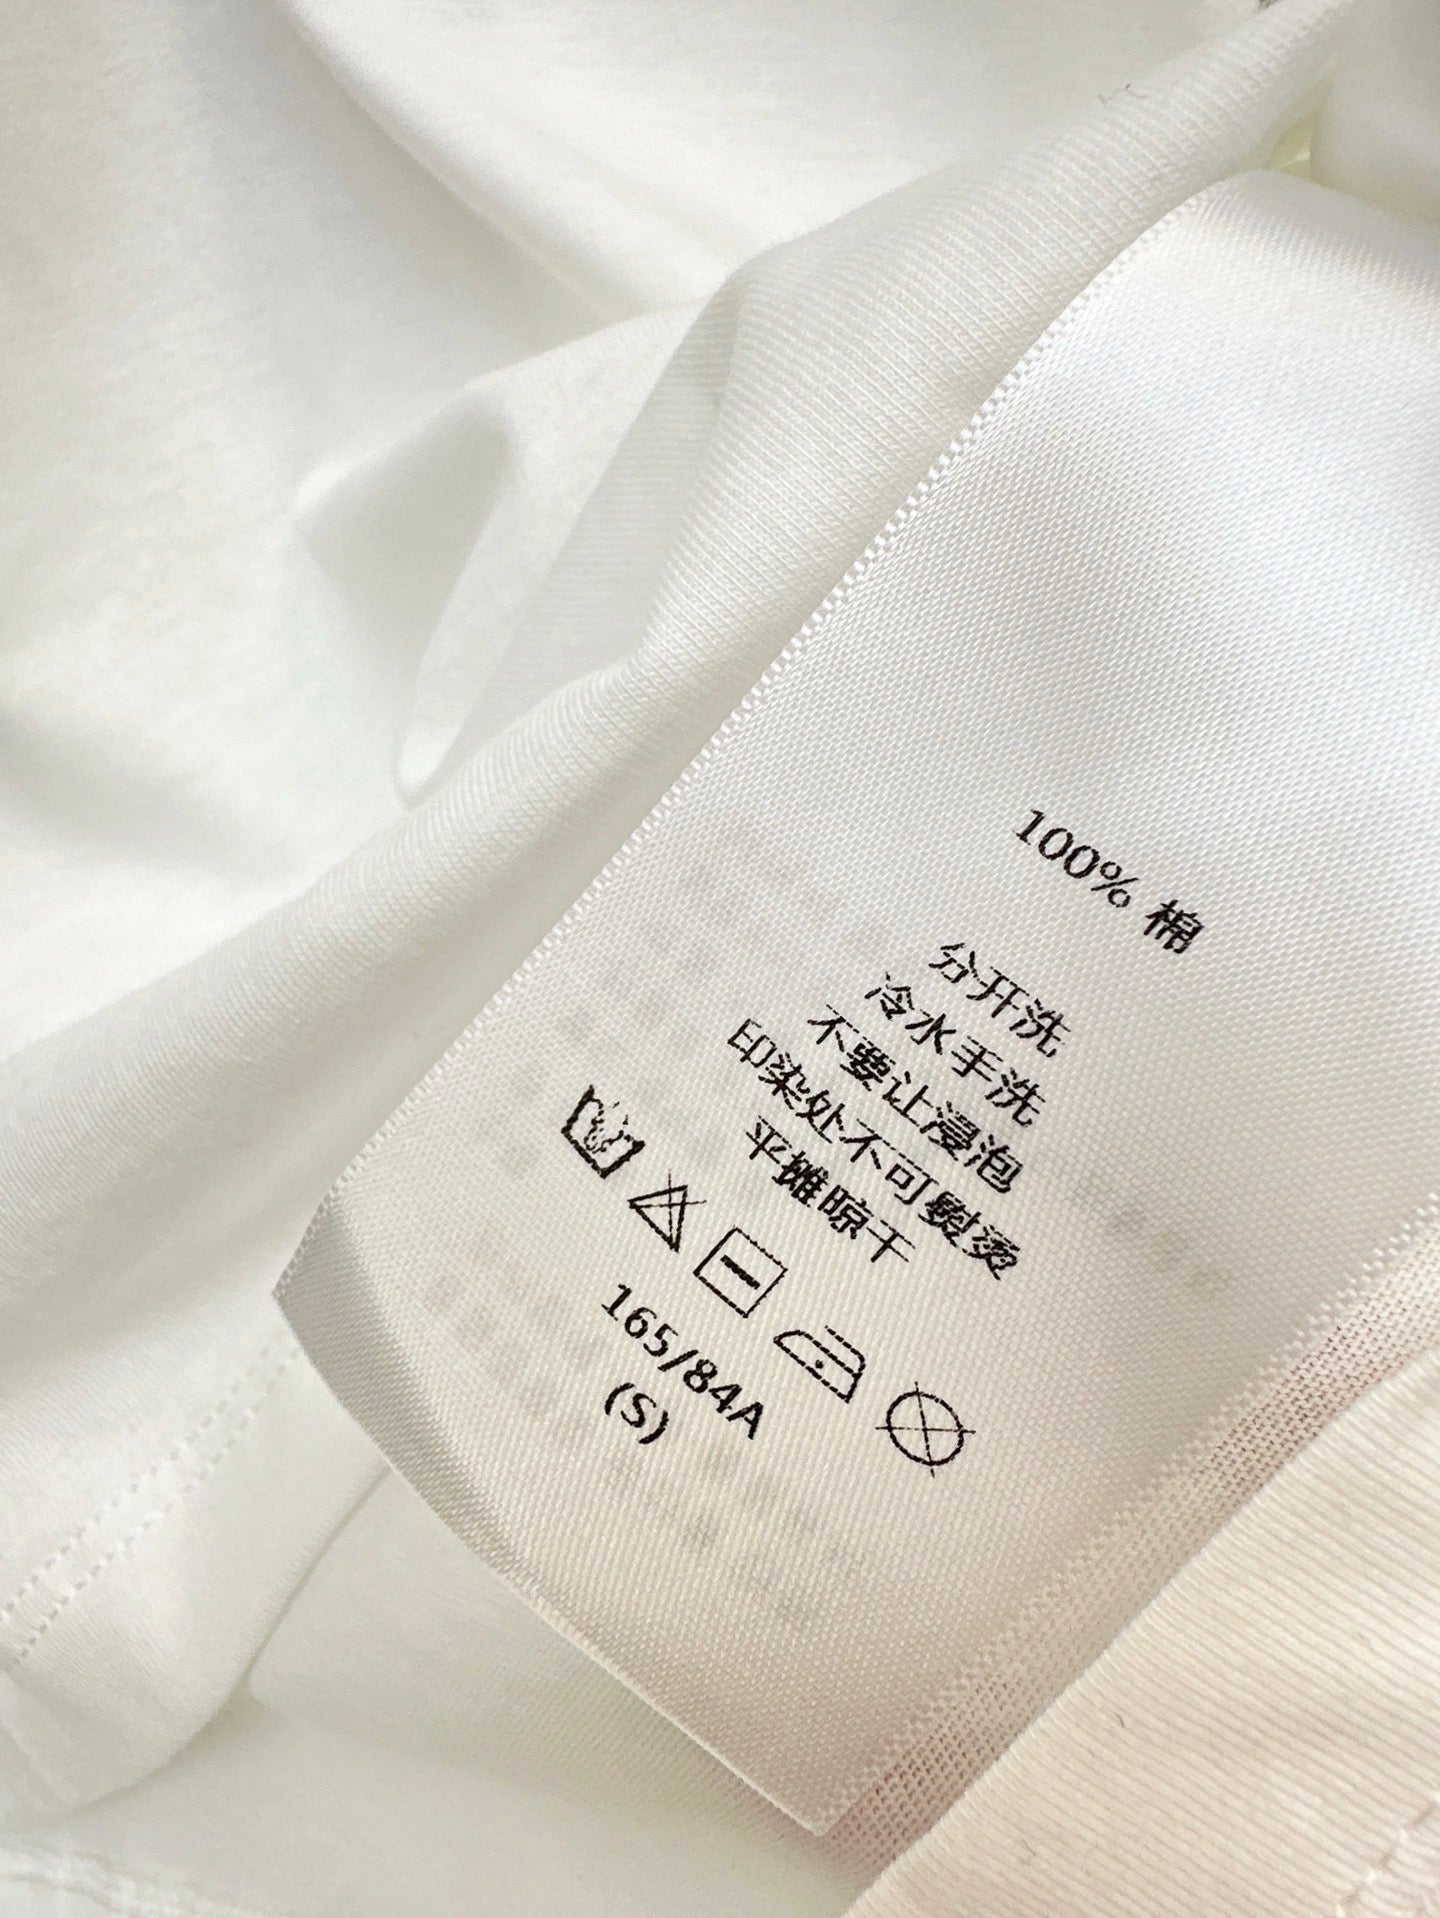 100% 棉
分开洗
冷水手洗
不要让浸泡
印染处不可熨烫
平摊晾干
165/84A
(S)